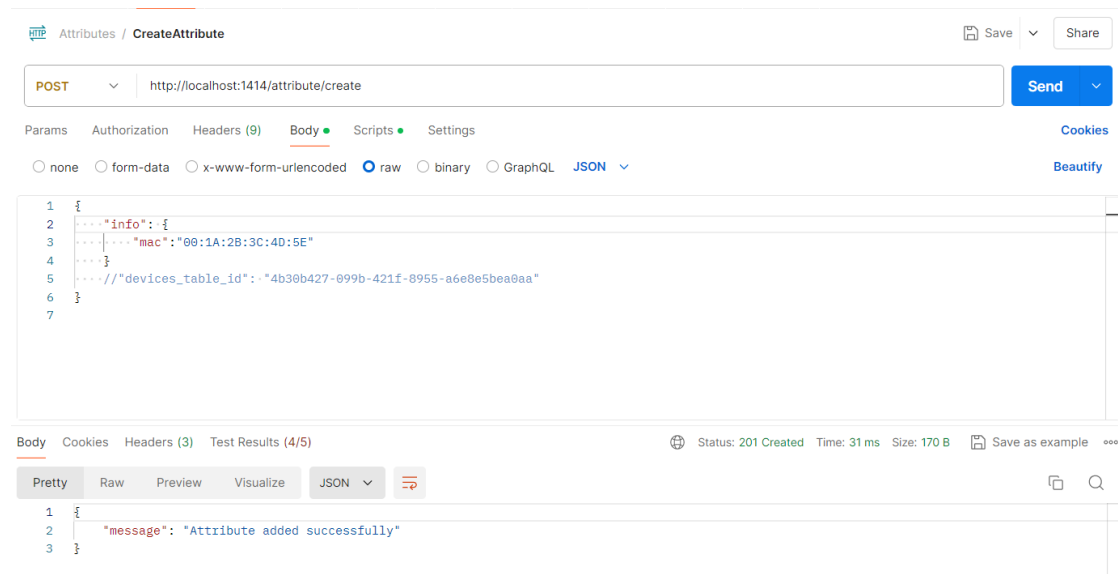 HTTP Attributes / CreateAttribute Save Share
POST http://localhost:1414/attribute/create Send
Params Authorization Headers (9) Body Scripts Settings Cookies
none form-data x-www-form-urlencoded raw binary GraphQL JSON Beautify
1 {
2 "info": {
3 "mac":"00:1A:2B:3C:4D:5E"
4 }
5 //"devices_table_id": "4b30b427-099b-421f-8955-a6e8e5bea0aa"
6 }
7
Body Cookies Headers (3) Test Results (4/5) Status: 201 Created Time: 31 ms Size: 170 B Save as example
Pretty Raw Preview Visualize JSON
1 {
2 "message": "Attribute added successfully"
3 }